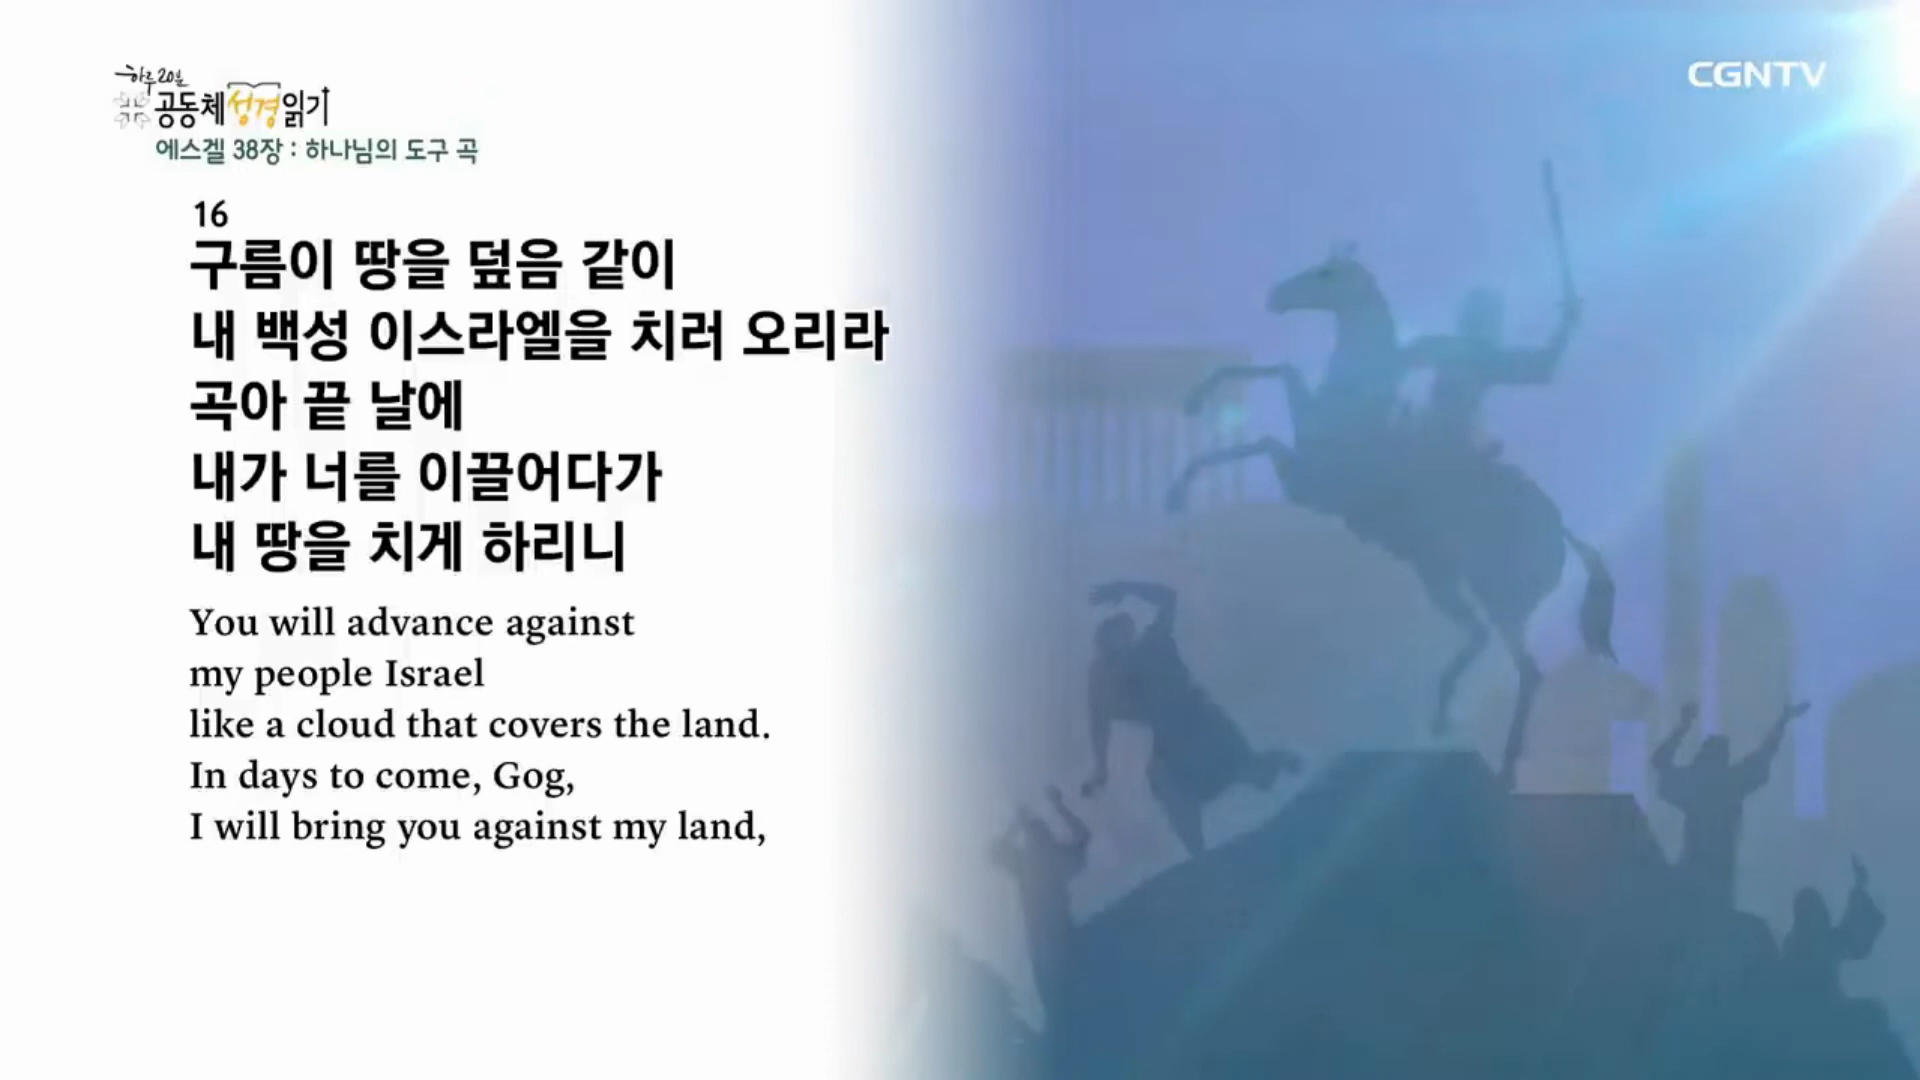 하루 20분
공동체 성경 읽기
CGNTV
에스겔 38장 : 하나님의 도구 곡
16
구름이 땅을 덮음 같이
내 백성 이스라엘을 치러 오리라
곡아 끝 날에
내가 너를 이끌어다가
내 땅을 치게 하리니
You will advance against
my people Israel
like a cloud that covers the land.
In days to come, Gog,
I will bring you against my land,